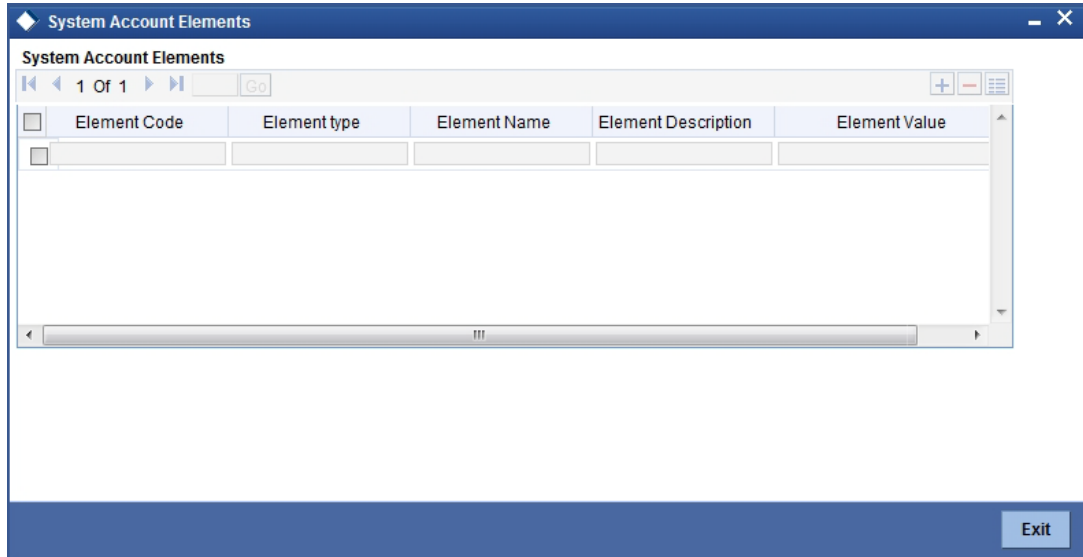 System Account Elements
System Account Elements
1 Of 1 Go
Element Code Element type Element Name Element Description Element Value
Exit